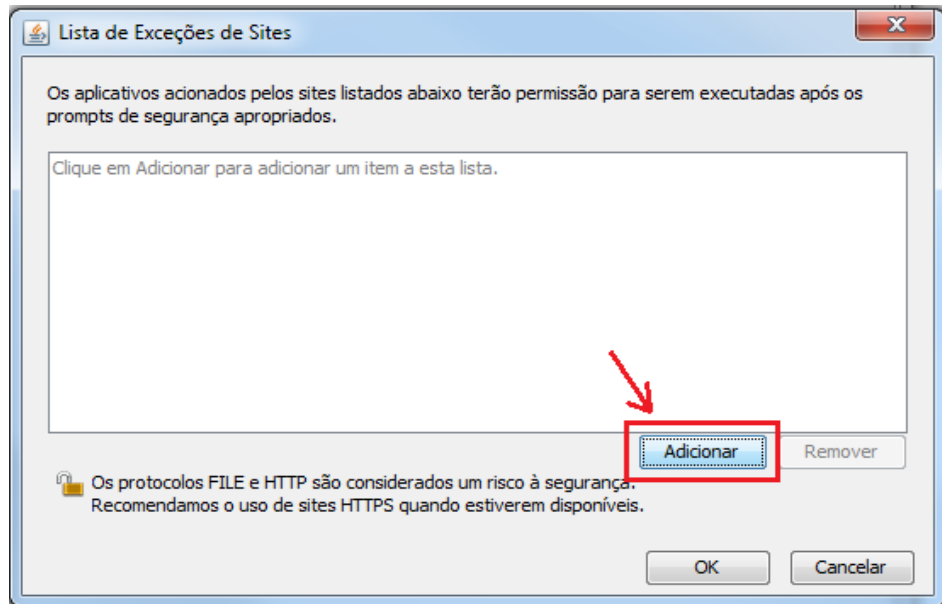 Lista de Exceções de Sites
Os aplicativos acionados pelos sites listados abaixo terão permissão para serem executadas após os
prompts de segurança apropriados.
Clique em Adicionar para adicionar um item a esta lista.
Adicionar
Remover
Os protocolos FILE e HTTP são considerados um risco à segurança.
Recomendamos o uso de sites HTTPS quando estiverem disponíveis.
OK
Cancelar